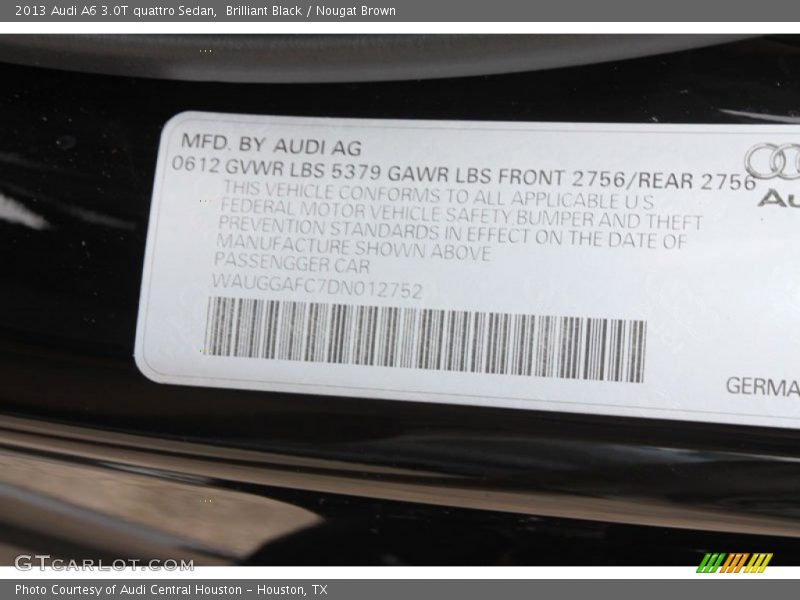 2013 Audi A6 3.0T quattro Sedan,  Brilliant Black / Nougat Brown
MFD. BY AUDI AG
0612 GVWR LBS 5379 GAWR LBS FRONT 2756/REAR 2756
THIS VEHICLE CONFORMS TO ALL APPLICABLE U.S
FEDERAL MOTOR VEHICLE SAFETY BUMPER AND THEFT
PREVENTION STANDARDS IN EFFECT ON THE DATE OF
MANUFACTURE SHOWN ABOVE
PASSENGGER CAR
WAUGGAFC7DN012752
Au
GERMA
GTcarlot.com
Photo Courtesy of Audi Central Houston - Houston, TX